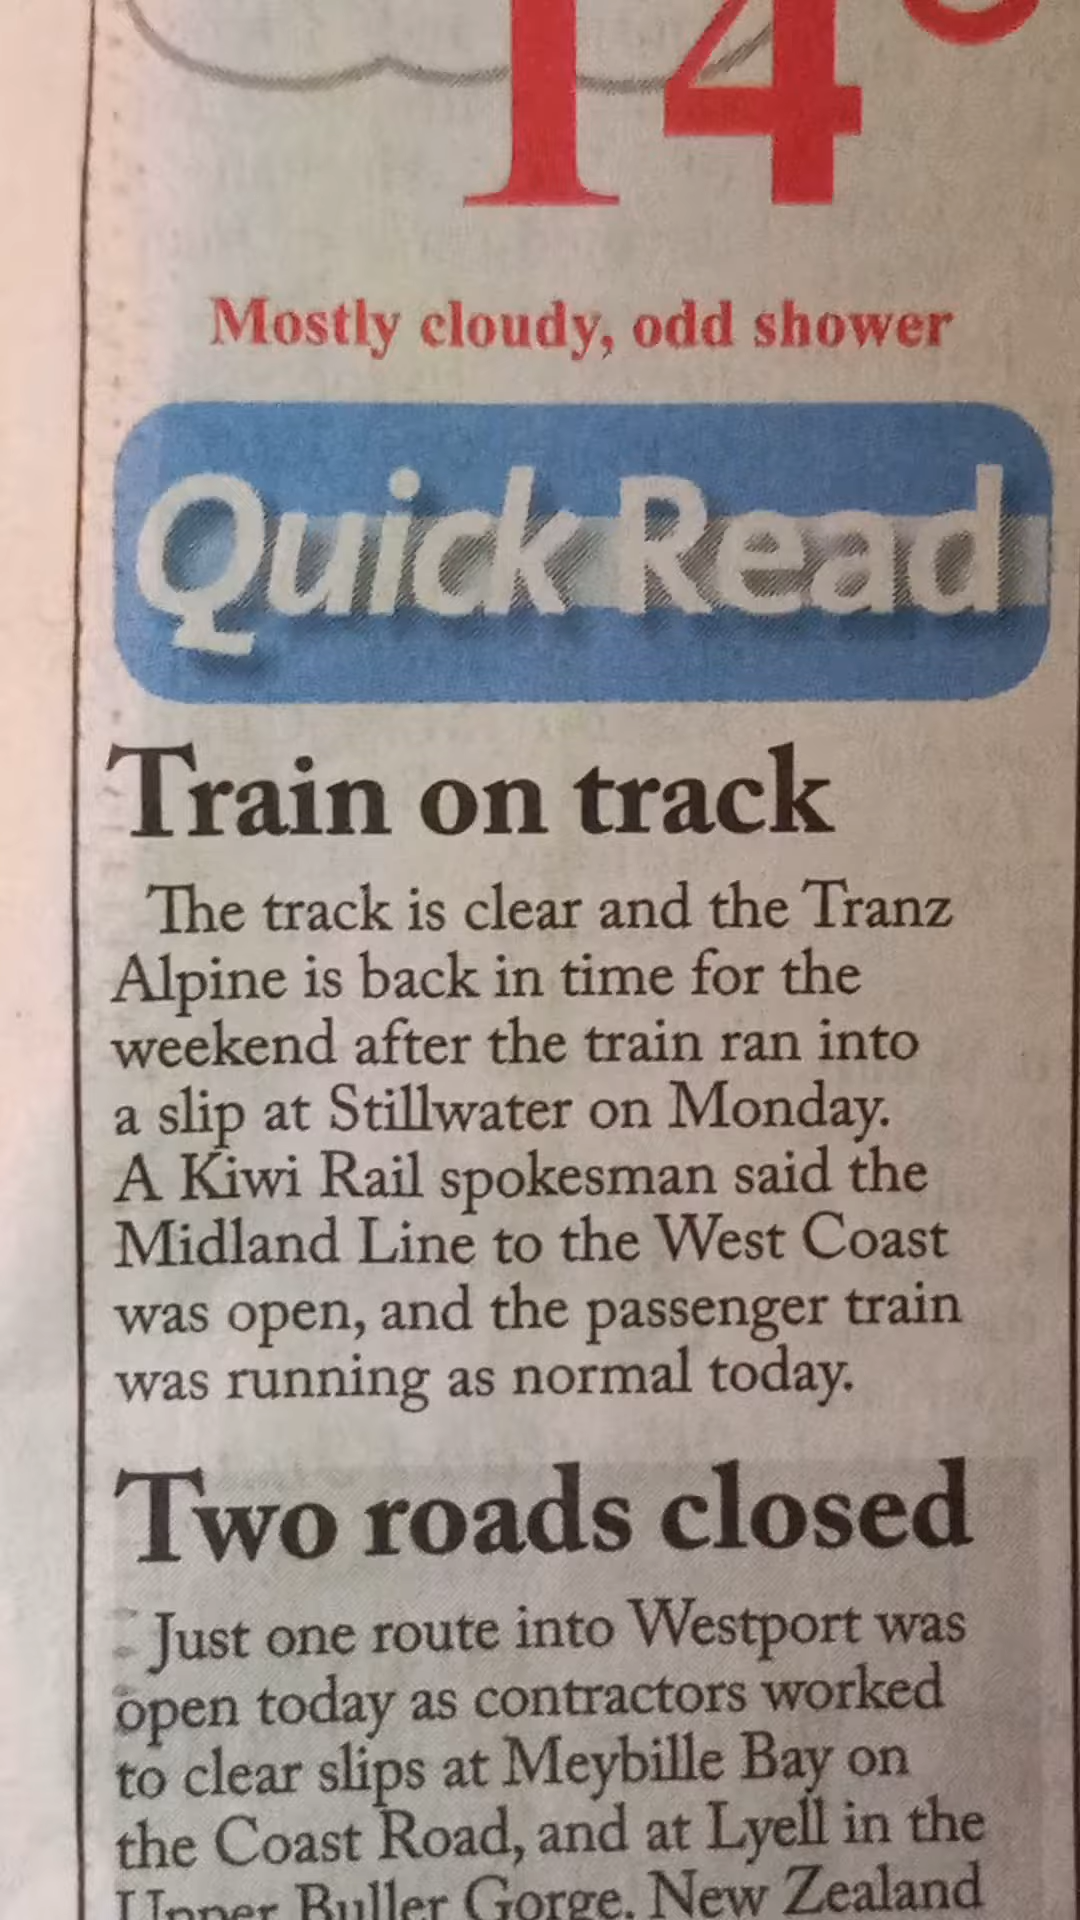 14°
Mostly cloudy, odd shower
Quick Read
Train on track
The track is clear and the Tranz
Alpine is back in time for the
weekend after the train ran into
a slip at Stillwater on Monday.
A Kiwi Rail spokesman said the
Midland Line to the West Coast
was open, and the passenger train
was running as normal today.
Two roads closed
Just one route into Westport was
open today as contractors worked
to clear slips at Meybille Bay on
the Coast Road, and at Lyell in the
Upper Buller Gorge. New Zealand